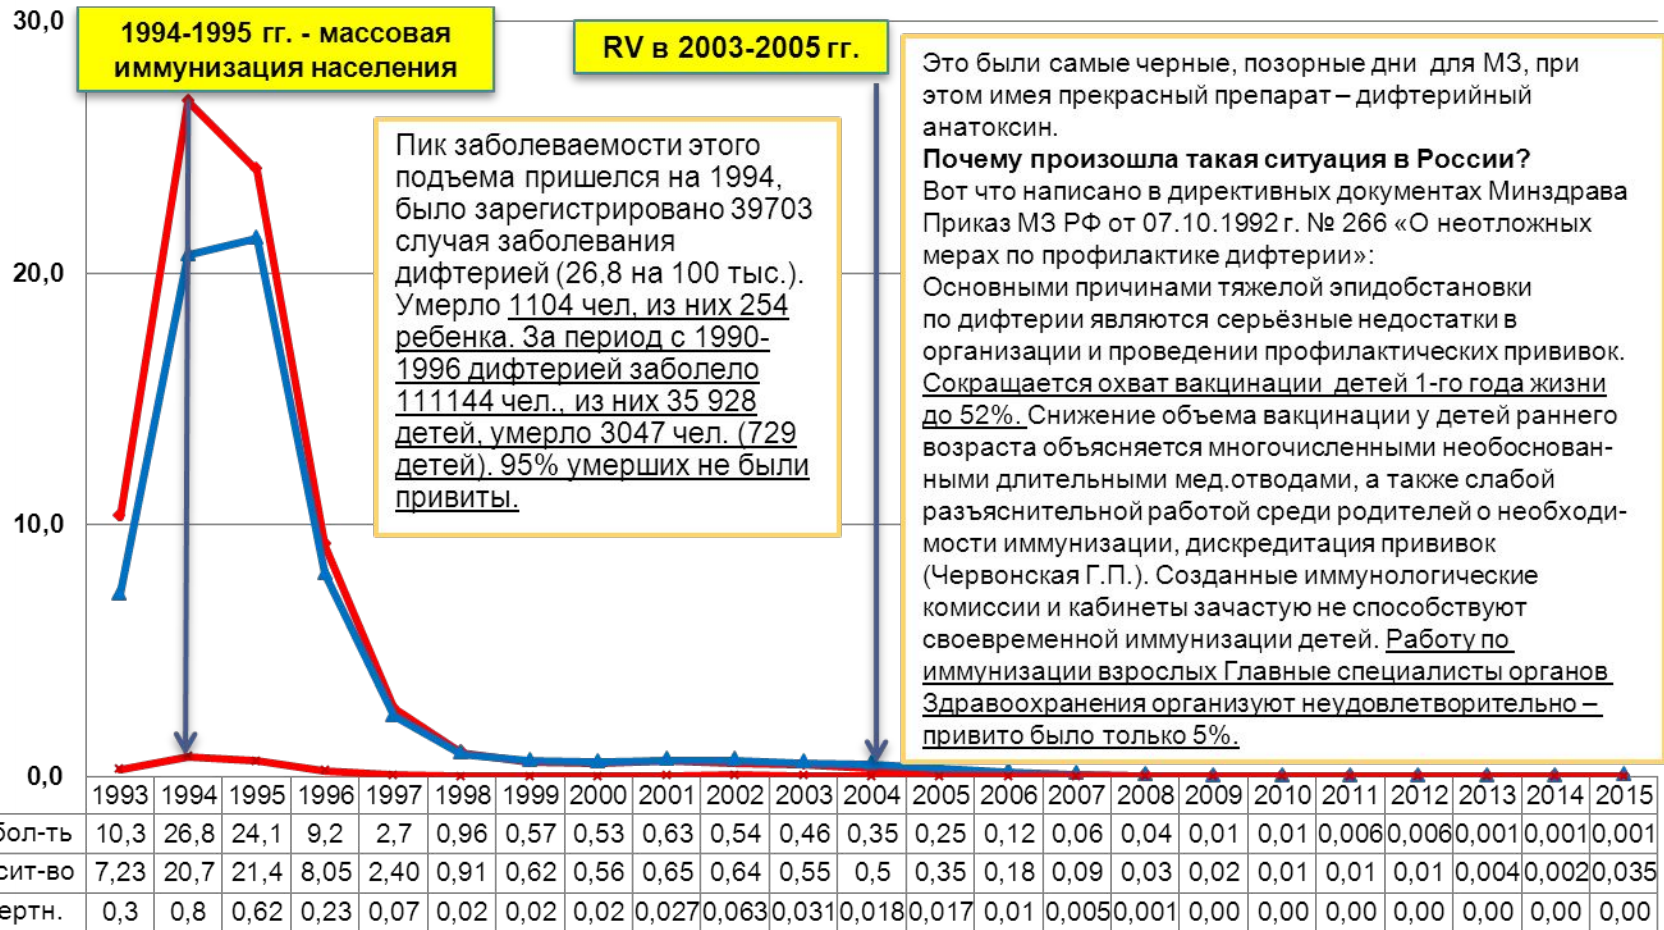 30,0
20,0
10,0
0,0
1994-1995 гг. - массовая
иммунизация населения
RV в 2003-2005 гг.
Пик заболеваемости этого
подъема пришелся на 1994,
было зарегистрировано 39703
случая заболевания
дифтерией (26,8 на 100 тыс.).
Умерло 1104 чел, из них 254
ребенка. За период с 1990-
1996 дифтерией заболело
111144 чел., из них 35 928
детей, умерло 3047 чел. (729
детей). 95% умерших не были
привиты.
Это были самые черные, позорные дни для МЗ, при
этом имея прекрасный препарат – дифтерийный
анатоксин.
Почему произошла такая ситуация в России?
Вот что написано в директивных документах Минздрава
Приказ МЗ РФ от 07.10.1992 г. № 266 «О неотложных
мерах по профилактике дифтерии»:
Основными причинами тяжелой эпидобстановки
по дифтерии являются серьёзные недостатки в
организации и проведении профилактических прививок.
Сокращается охват вакцинации детей 1-го года жизни
до 52%. Снижение объема вакцинации у детей раннего
возраста объясняется многочисленными необоснован-
ными длительными мед.отводами, а также слабой
разъяснительной работой среди родителей о необходи-
мости иммунизации, дискредитация прививок
(Червонская Г.П.). Созданные иммунологические
комиссии и кабинеты зачастую не способствуют
своевременной иммунизации детей. Работу по
иммунизации взрослых Главные специалисты органов
Здравоохранения организуют неудовлетворительно –
привито было только 5%.
1993 1994 1995 1996 1997 1998 1999 2000 2001 2002 2003 2004 2005 2006 2007 2008 2009 2010 2011 2012 2013 2014 2015
бол-ть 10,3 26,8 24,1 9,2 2,7 0,96 0,57 0,53 0,63 0,54 0,46 0,35 0,25 0,12 0,06 0,04 0,01 0,01 0,006 0,006 0,001 0,001 0,001
сит-во 7,23 20,7 21,4 8,05 2,40 0,91 0,62 0,56 0,65 0,64 0,55 0,5 0,35 0,18 0,09 0,03 0,02 0,01 0,01 0,01 0,004 0,002 0,035
ертн. 0,3 0,8 0,62 0,23 0,07 0,02 0,02 0,02 0,027 0,063 0,031 0,018 0,017 0,01 0,005 0,001 0,00 0,00 0,00 0,00 0,00 0,00 0,00